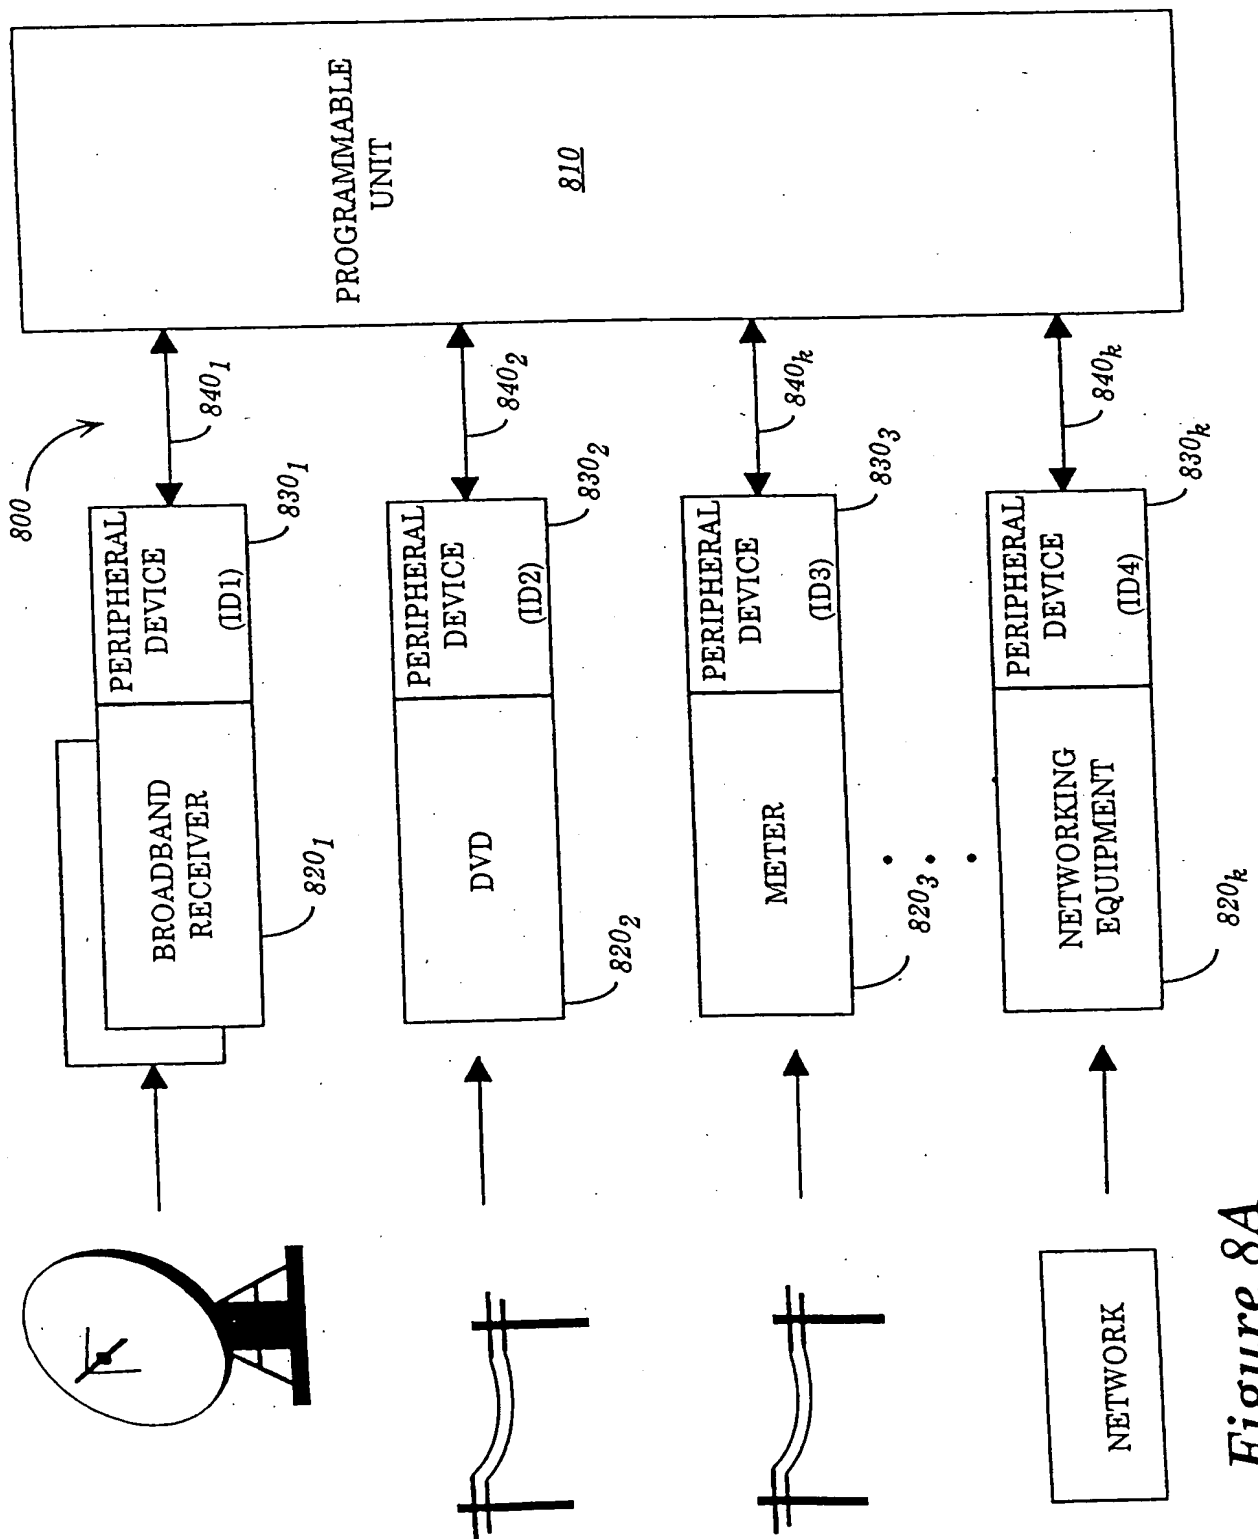 800
PROGRAMMABLE
UNIT
810
840₁
840₂
840ₖ
840ₖ
PERIPHERAL
DEVICE
(ID1)
830₁
PERIPHERAL
DEVICE
(ID2)
830₂
PERIPHERAL
DEVICE
(ID3)
830₃
PERIPHERAL
DEVICE
(ID4)
830ₖ
BROADBAND
RECEIVER
820₁
DVD
820₂
METER
820₃
NETWORKING
EQUIPMENT
820ₖ
NETWORK
Figure 8A